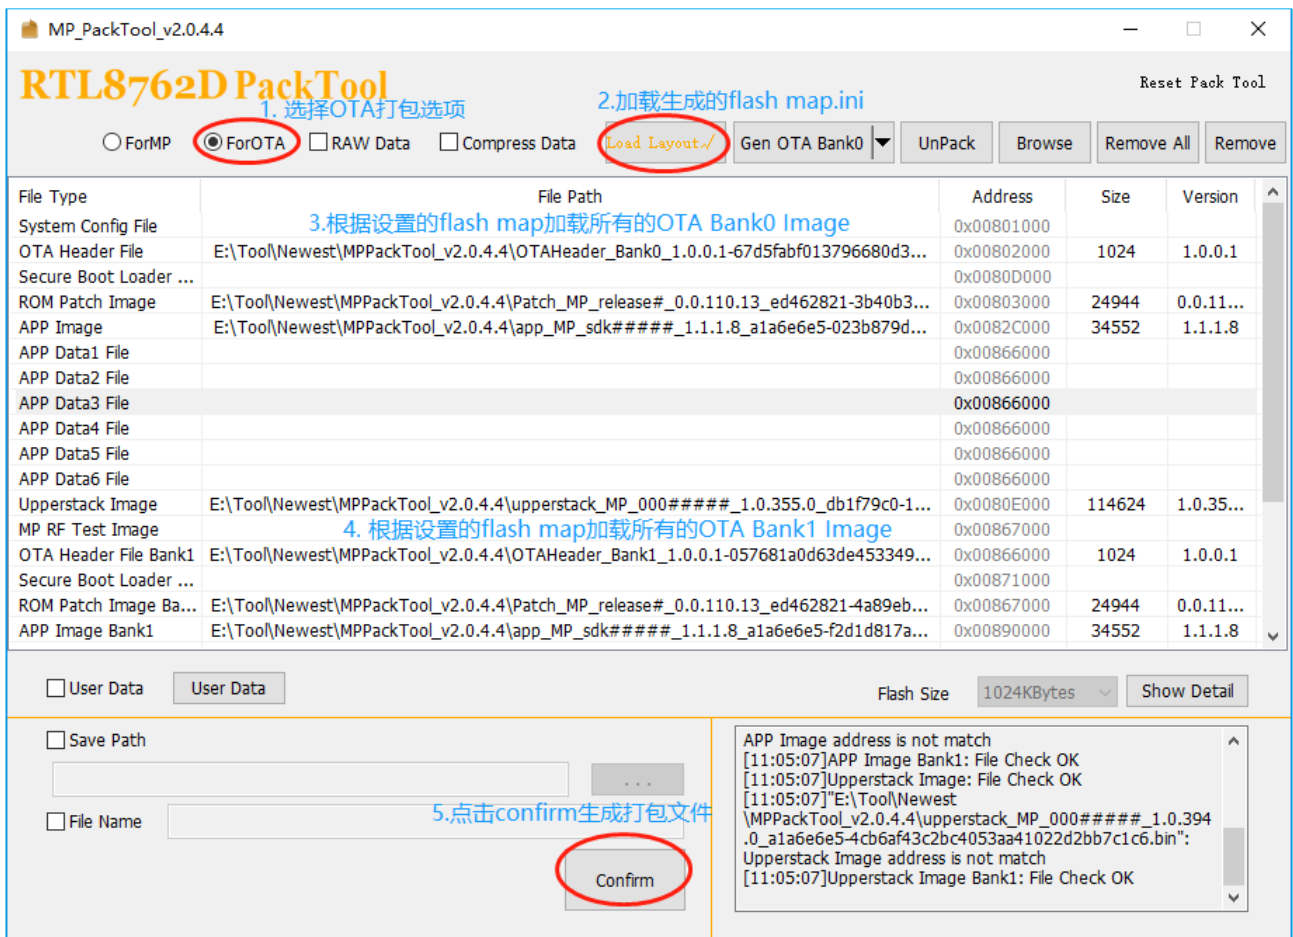 MP_PackTool_v2.0.4.4
RTL8762D PackTool
Reset Pack Tool
1. 选择OTA打包选项
2.加载生成的flash map.ini
ForMP ForOTA RAW Data Compress Data Load Layout√ Gen OTA Bank0 UnPack Browse Remove All Remove
File Type File Path Address Size Version
System Config File 0x00801000
3.根据设置的flash map加载所有的OTA Bank0 Image
OTA Header File E:\Tool\Newest\MPPackTool_v2.0.4.4\OTAHeader_Bank0_1.0.0.1-67d5fabf013796680d3... 0x00802000 1024 1.0.0.1
Secure Boot Loader ... 0x0080D000
ROM Patch Image E:\Tool\Newest\MPPackTool_v2.0.4.4\Patch_MP_release#_0.0.110.13_ed462821-3b40b3... 0x00803000 24944 0.0.11...
APP Image E:\Tool\Newest\MPPackTool_v2.0.4.4\app_MP_sdk#####_1.1.1.8_a1a6e6e5-023b879d... 0x0082C000 34552 1.1.1.8
APP Data1 File 0x00866000
APP Data2 File 0x00866000
APP Data3 File 0x00866000
APP Data4 File 0x00866000
APP Data5 File 0x00866000
APP Data6 File 0x00866000
Upperstack Image E:\Tool\Newest\MPPackTool_v2.0.4.4\upperstack_MP_000#####_1.0.355.0_db1f79c0-1... 0x0080E000 114624 1.0.35...
MP RF Test Image 0x00867000
4. 根据设置的flash map加载所有的OTA Bank1 Image
OTA Header File Bank1 E:\Tool\Newest\MPPackTool_v2.0.4.4\OTAHeader_Bank1_1.0.0.1-057681a0d63de453349... 0x00866000 1024 1.0.0.1
Secure Boot Loader ... 0x00871000
ROM Patch Image Ba... E:\Tool\Newest\MPPackTool_v2.0.4.4\Patch_MP_release#_0.0.110.13_ed462821-4a89eb... 0x00867000 24944 0.0.11...
APP Image Bank1 E:\Tool\Newest\MPPackTool_v2.0.4.4\app_MP_sdk#####_1.1.1.8_a1a6e6e5-f2d1d817a... 0x00890000 34552 1.1.1.8
User Data User Data Flash Size 1024KBytes Show Detail
Save Path
...
File Name
5.点击confirm生成打包文件
Confirm
APP Image address is not match
[11:05:07]APP Image Bank1: File Check OK
[11:05:07]Upperstack Image: File Check OK
[11:05:07]"E:\Tool\Newest
\MPPackTool_v2.0.4.4\upperstack_MP_000#####_1.0.394
.0_a1a6e6e5-4cb6af43c2bc4053aa41022d2bb7c1c6.bin":
Upperstack Image address is not match
[11:05:07]Upperstack Image Bank1: File Check OK